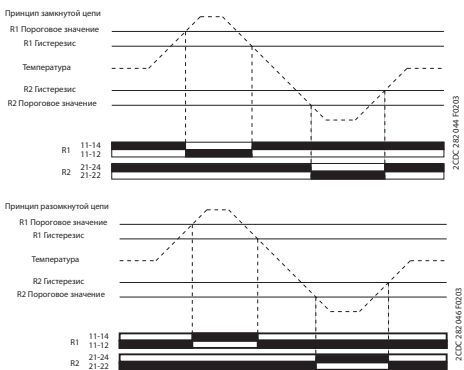 Принцип замкнутой цепи
R1 Пороговое значение
R1 Гистерезис
Температура
R2 Гистерезис
R2 Пороговое значение
R1 11-14
11-12
R2 21-24
21-22
2CDC 282 044 F0203
Принцип разомкнутой цепи
R1 Пороговое значение
R1 Гистерезис
Температура
R2 Гистерезис
R2 Пороговое значение
R1 11-14
11-12
R2 21-24
21-22
2CDC 282 046 F0203